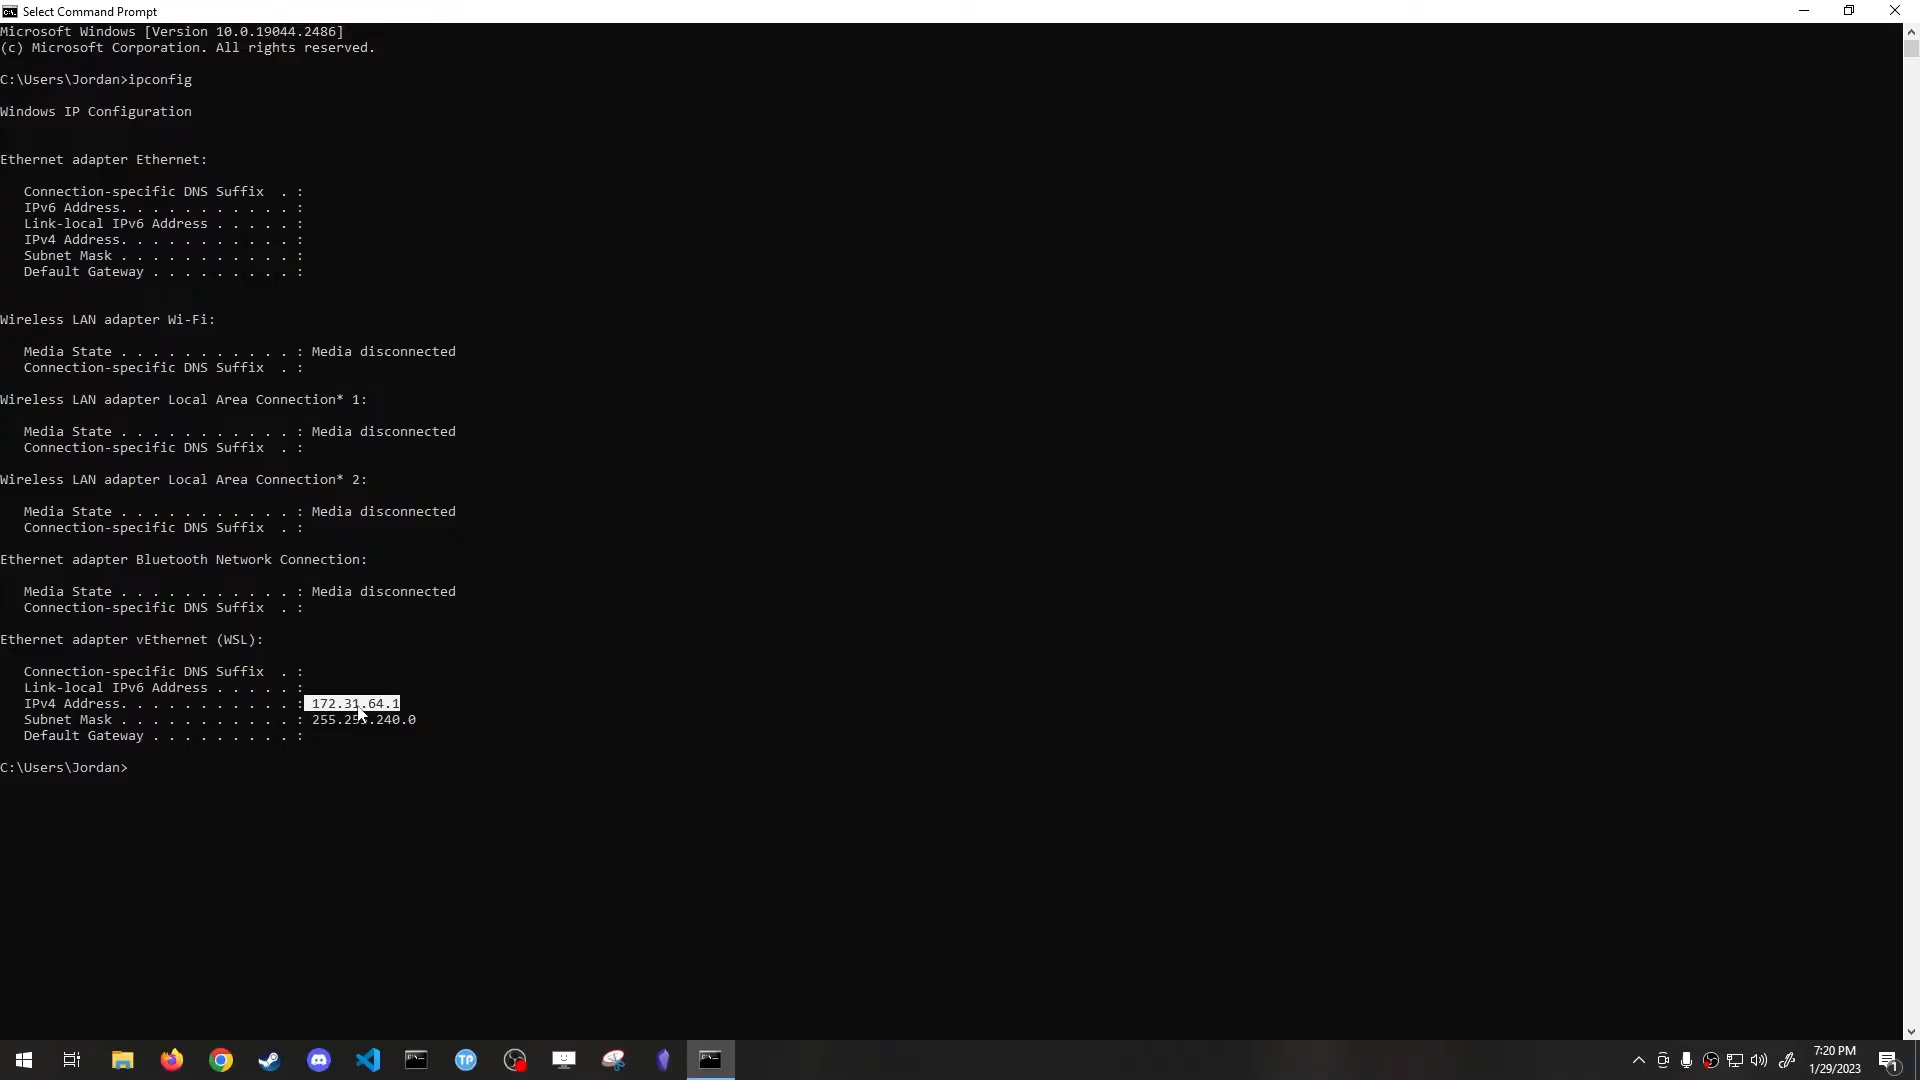 Select Command Prompt
Microsoft Windows [Version 10.0.19044.2486]
(c) Microsoft Corporation. All rights reserved.
C:\Users\Jordan>ipconfig
Windows IP Configuration
Ethernet adapter Ethernet:
Connection-specific DNS Suffix  . :
IPv6 Address. . . . . . . . . . . :
Link-local IPv6 Address . . . . . :
IPv4 Address. . . . . . . . . . . :
Subnet Mask . . . . . . . . . . . :
Default Gateway . . . . . . . . . :
Wireless LAN adapter Wi-Fi:
Media State . . . . . . . . . . . : Media disconnected
Connection-specific DNS Suffix  . :
Wireless LAN adapter Local Area Connection* 1:
Media State . . . . . . . . . . . : Media disconnected
Connection-specific DNS Suffix  . :
Wireless LAN adapter Local Area Connection* 2:
Media State . . . . . . . . . . . : Media disconnected
Connection-specific DNS Suffix  . :
Ethernet adapter Bluetooth Network Connection:
Media State . . . . . . . . . . . : Media disconnected
Connection-specific DNS Suffix  . :
Ethernet adapter vEthernet (WSL):
Connection-specific DNS Suffix  . :
Link-local IPv6 Address . . . . . :
IPv4 Address. . . . . . . . . . . : 172.31.64.1
Subnet Mask . . . . . . . . . . . : 255.255.240.0
Default Gateway . . . . . . . . . :
C:\Users\Jordan>
TP
7:20 PM
1/29/2023
1